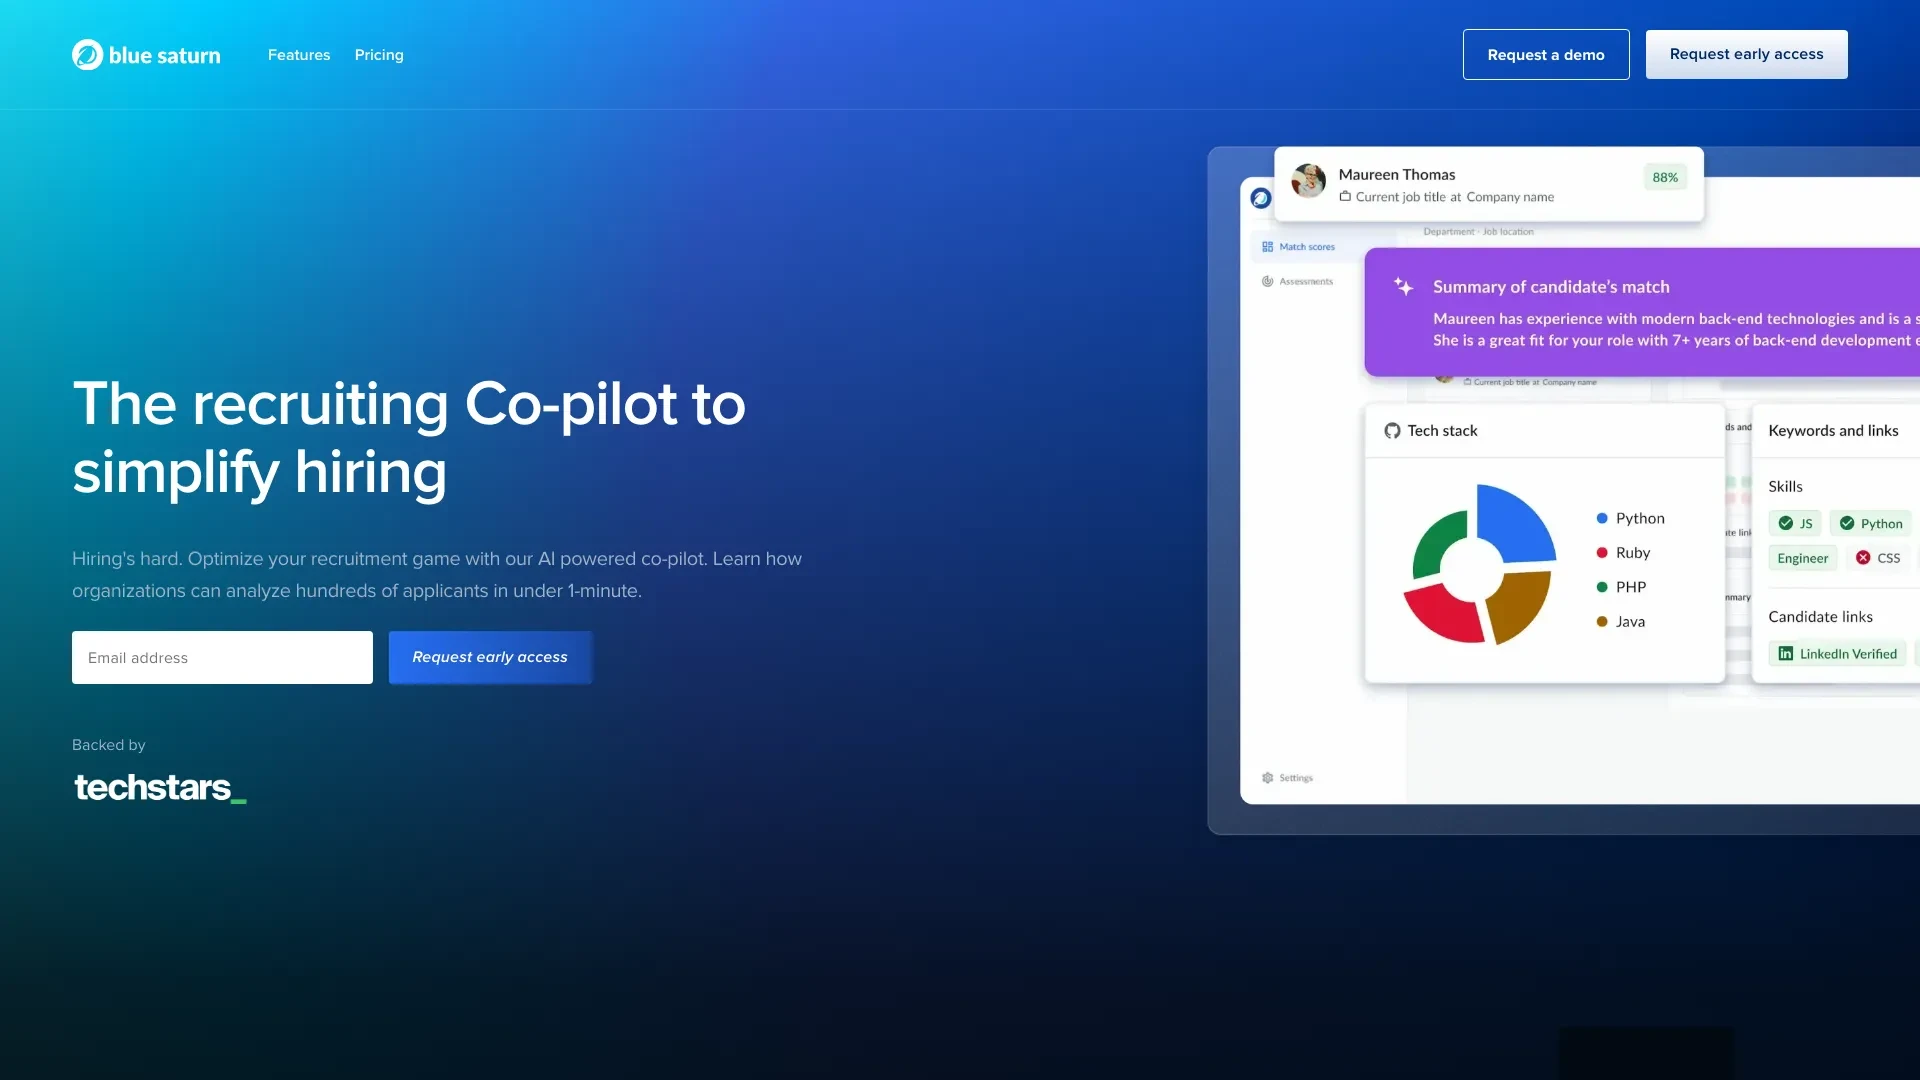 blue saturn
Features
Pricing
Request a demo
Request early access
The recruiting Co-pilot to
simplify hiring
Hiring's hard. Optimize your recruitment game with our AI powered co-pilot. Learn how
organizations can analyze hundreds of applicants in under 1-minute.
Email address
Request early access
Backed by
techstars_
Maureen Thomas
88%
Current job title at Company name
Department · Job location
Match scores
Assessments
Summary of candidate's match
Maureen has experience with modern back-end technologies and is a s
She is a great fit for your role with 7+ years of back-end development
Current job title at Company name
Tech stack
Python
Ruby
PHP
Java
ds and
Keywords and links
Skills
JS
Python
Engineer
CSS
Candidate links
LinkedIn Verified
Settings